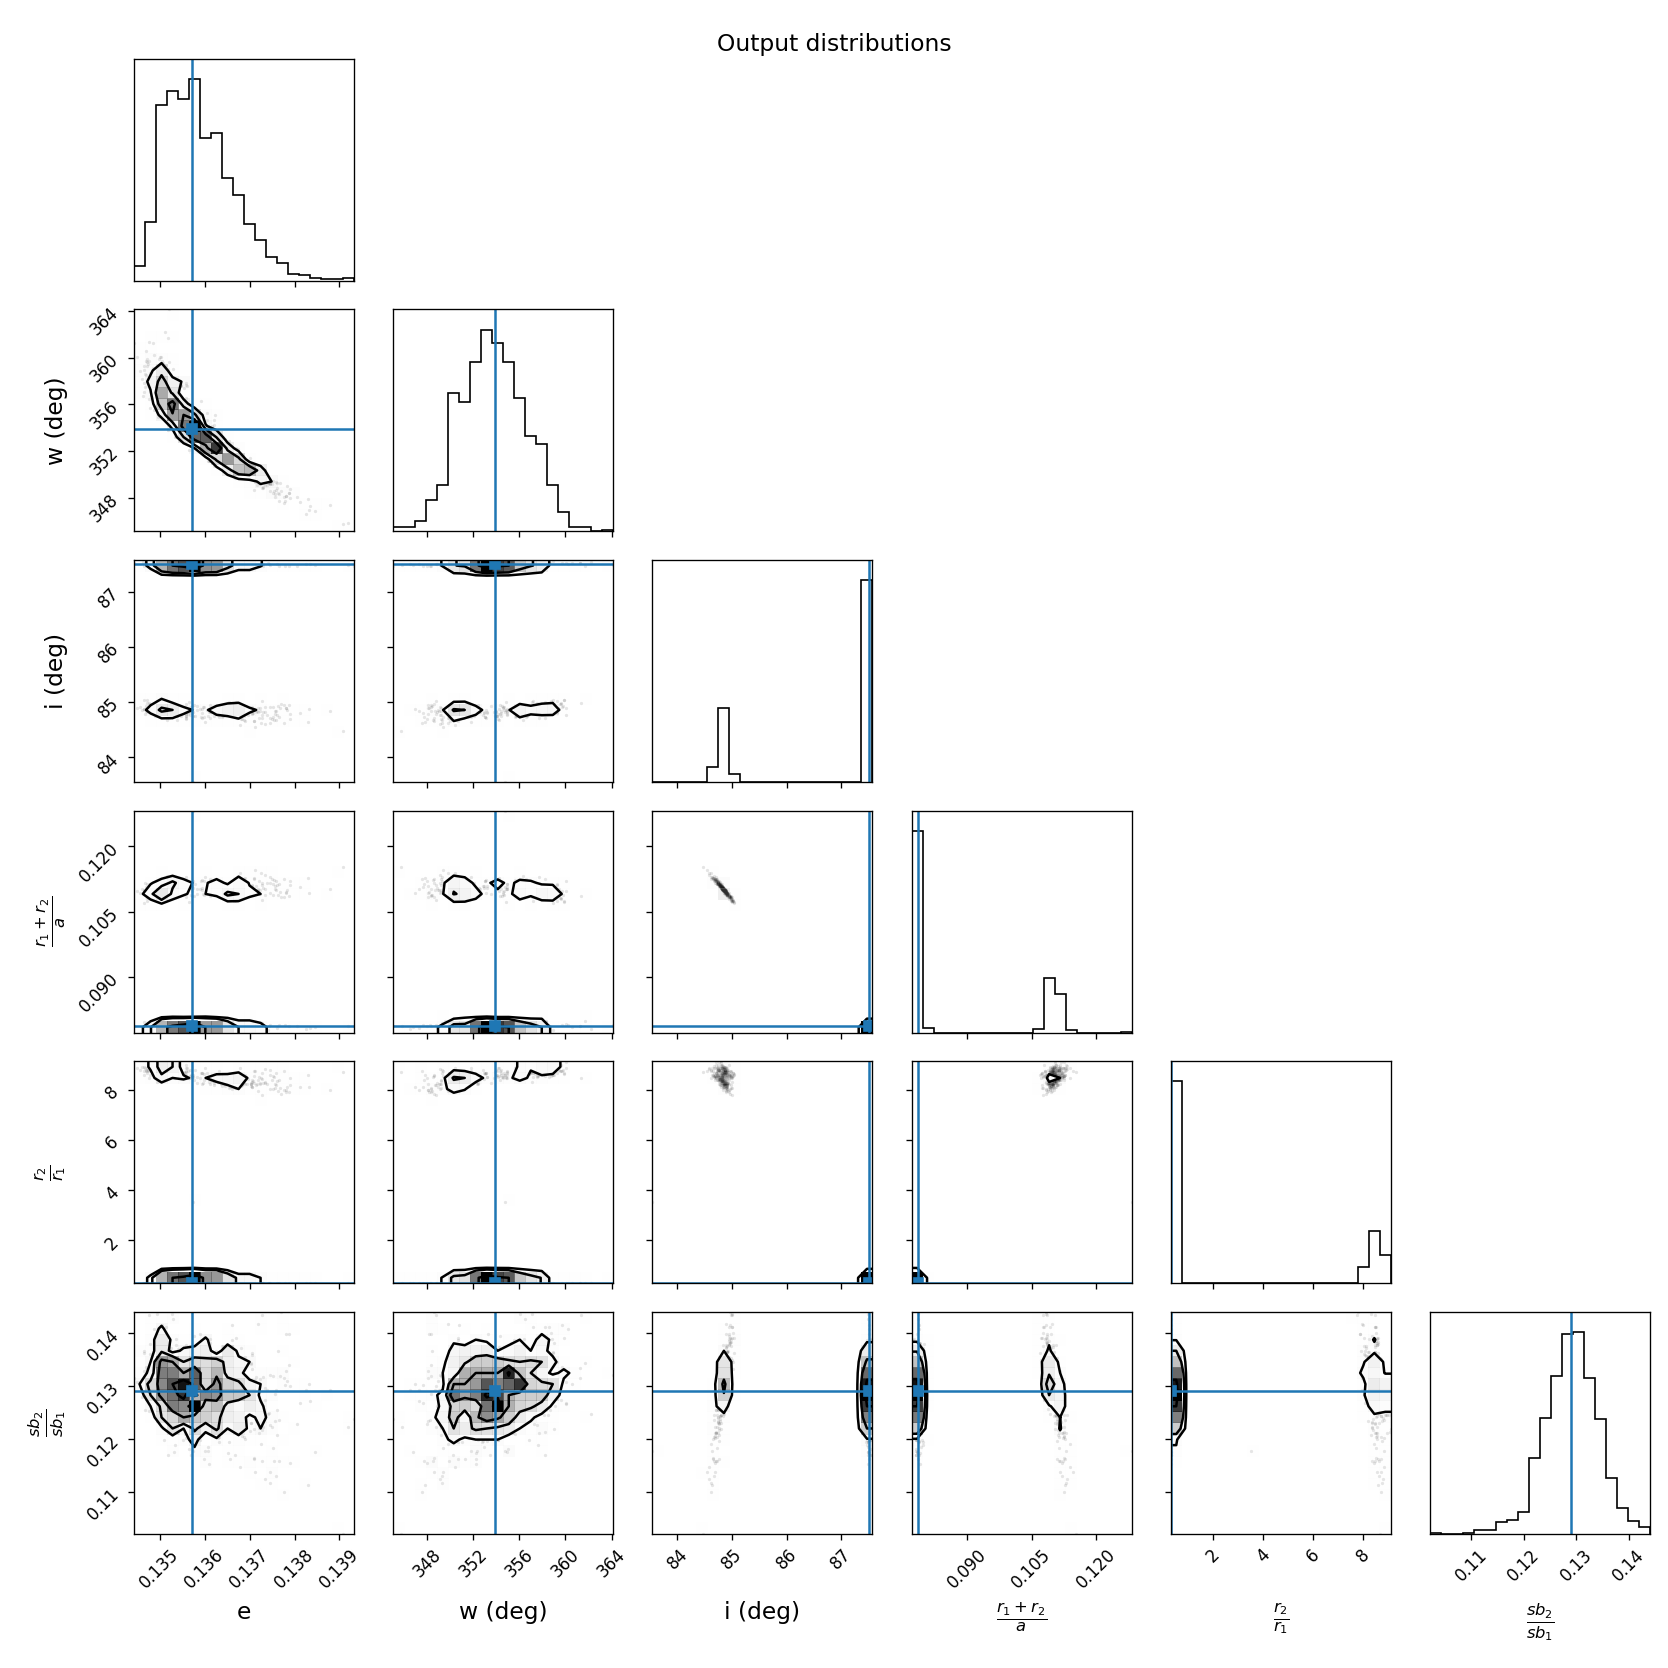 Output distributions
w (deg)
364
360
356
352
348
i (deg)
87
86
85
84
r₁ + r₂
a
0.120
0.105
0.090
r₂
r₁
8
6
4
2
sb₂
sb₁
0.14
0.13
0.12
0.11
0.135 0.136 0.137 0.138 0.139
348 352 356 360 364
84 85 86 87
0.090 0.105 0.120
2 4 6 8
0.11 0.12 0.13 0.14
e
w (deg)
i (deg)
r₁ + r₂
a
r₂
r₁
sb₂
sb₁